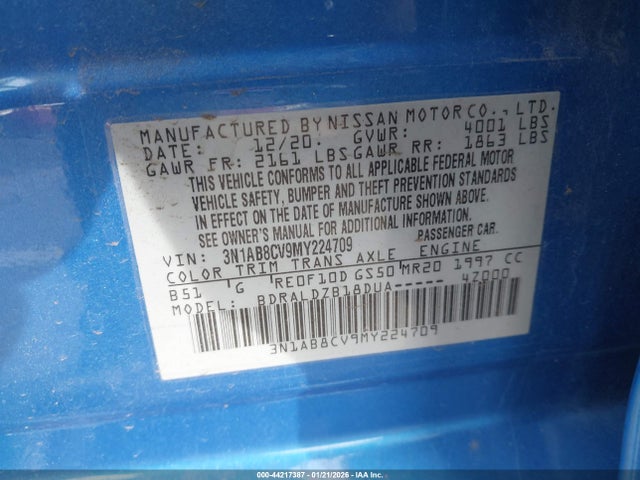 MANUFACTURED BY NISSAN MOTOR CO., LTD.
DATE: 12/20. GVWR: 4001 LBS
GAWR FR: 2161 LBS GAWR RR: 1863 LBS
THIS VEHICLE CONFORMS TO ALL APPLICABLE FEDERAL MOTOR
VEHICLE SAFETY, BUMPER AND THEFT PREVENTION STANDARDS
IN EFFECT ON THE DATE OF MANUFACTURE SHOWN ABOVE.
SEE OWNER'S MANUAL FOR ADDITIONAL INFORMATION.
VIN: 3N1AB8CV9MY224709 PASSENGER CAR.
COLOR TRIM TRANS AXLE ENGINE
B51 G RE0F10D GS50 MR20 1997 CC
MODEL: BDRALDZB18DUA----- 4Z000
3N1AB8CV9MY224709
000-44217387 - 01/21/2026 - © Copyright IAA, Inc.